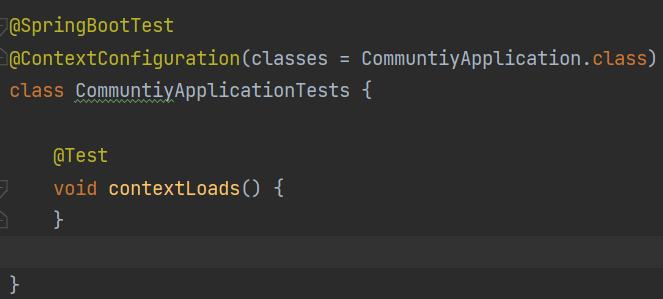 @SpringBootTest
@ContextConfiguration(classes = CommuntiyApplication.class)
class CommuntiyApplicationTests {
@Test
void contextLoads() {
}
}